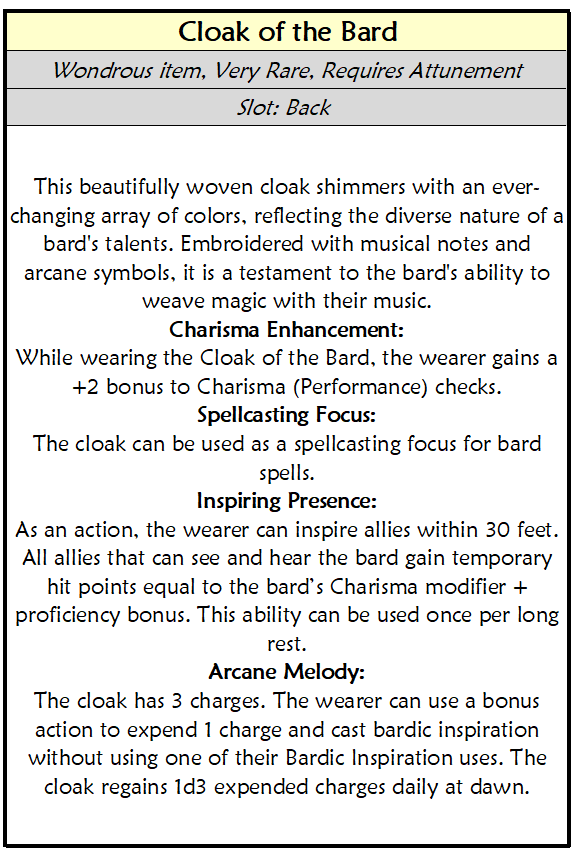 Cloak of the Bard
Wondrous item, Very Rare, Requires Attunement
Slot: Back
This beautifully woven cloak shimmers with an ever-
changing array of colors, reflecting the diverse nature of a
bard's talents. Embroidered with musical notes and
arcane symbols, it is a testament to the bard's ability to
weave magic with their music.
Charisma Enhancement:
While wearing the Cloak of the Bard, the wearer gains a
+2 bonus to Charisma (Performance) checks.
Spellcasting Focus:
The cloak can be used as a spellcasting focus for bard
spells.
Inspiring Presence:
As an action, the wearer can inspire allies within 30 feet.
All allies that can see and hear the bard gain temporary
hit points equal to the bard’s Charisma modifier +
proficiency bonus. This ability can be used once per long
rest.
Arcane Melody:
The cloak has 3 charges. The wearer can use a bonus
action to expend 1 charge and cast bardic inspiration
without using one of their Bardic Inspiration uses. The
cloak regains 1d3 expended charges daily at dawn.